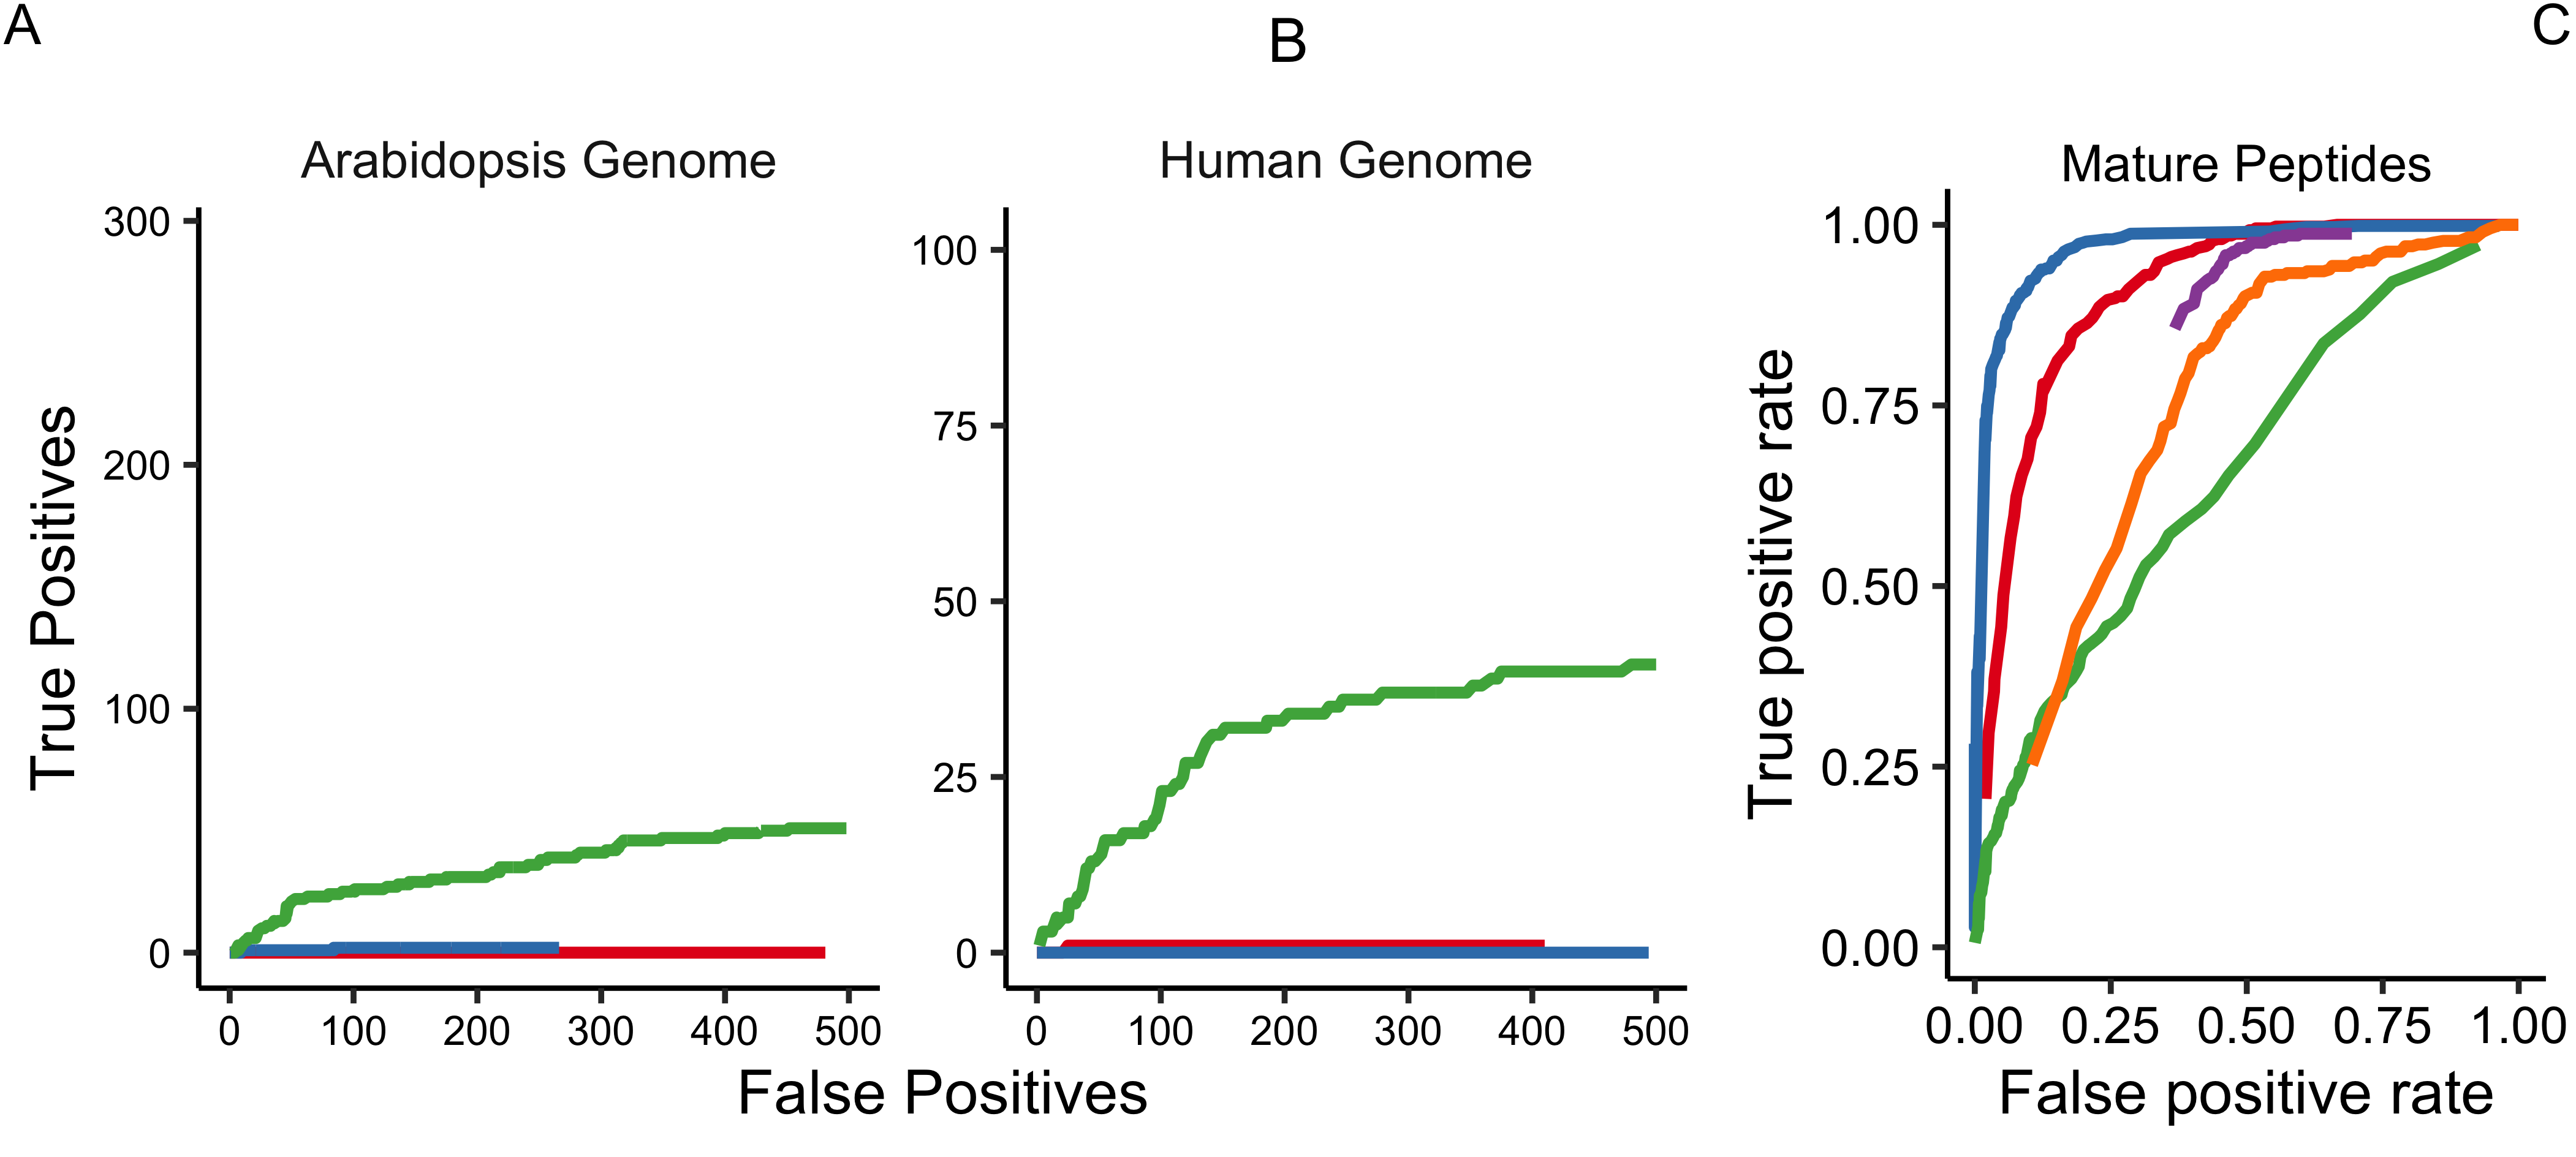 A
B
C
Arabidopsis Genome
Human Genome
Mature Peptides
True Positives
300
200
100
0
0 100 200 300 400 500
100
75
50
25
0
0 100 200 300 400 500
False Positives
True positive rate
1.00
0.75
0.50
0.25
0.00
0.00 0.25 0.50 0.75 1.00
False positive rate